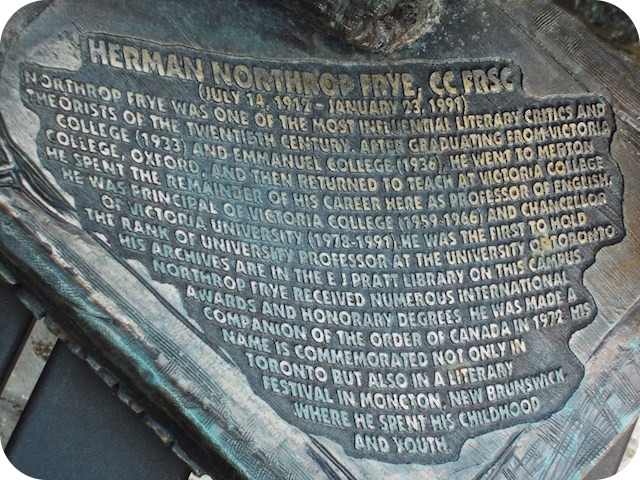 HERMAN NORTHROP FRYE, CC FRSC
(JULY 14, 1912 – JANUARY 23, 1991)
NORTHROP FRYE WAS ONE OF THE MOST INFLUENTIAL LITERARY CRITICS AND
THEORISTS OF THE TWENTIETH CENTURY. AFTER GRADUATING FROM VICTORIA
COLLEGE (1933) AND EMMANUEL COLLEGE (1936), HE WENT TO MERTON
COLLEGE, OXFORD, AND THEN RETURNED TO TEACH AT VICTORIA COLLEGE.
HE SPENT THE REMAINDER OF HIS CAREER HERE AS PROFESSOR OF ENGLISH.
HE WAS PRINCIPAL OF VICTORIA COLLEGE (1959-1966) AND CHANCELLOR
OF VICTORIA UNIVERSITY (1978-1991). HE WAS THE FIRST TO HOLD
THE RANK OF UNIVERSITY PROFESSOR AT THE UNIVERSITY OF TORONTO
HIS ARCHIVES ARE IN THE E J PRATT LIBRARY ON THIS CAMPUS
NORTHROP FRYE RECEIVED NUMEROUS INTERNATIONAL
AWARDS AND HONORARY DEGREES. HE WAS MADE A
COMPANION OF THE ORDER OF CANADA IN 1972. HIS
NAME IS COMMEMORATED NOT ONLY IN
TORONTO BUT ALSO IN A LITERARY
FESTIVAL IN MONCTON, NEW BRUNSWICK,
WHERE HE SPENT HIS CHILDHOOD
AND YOUTH.